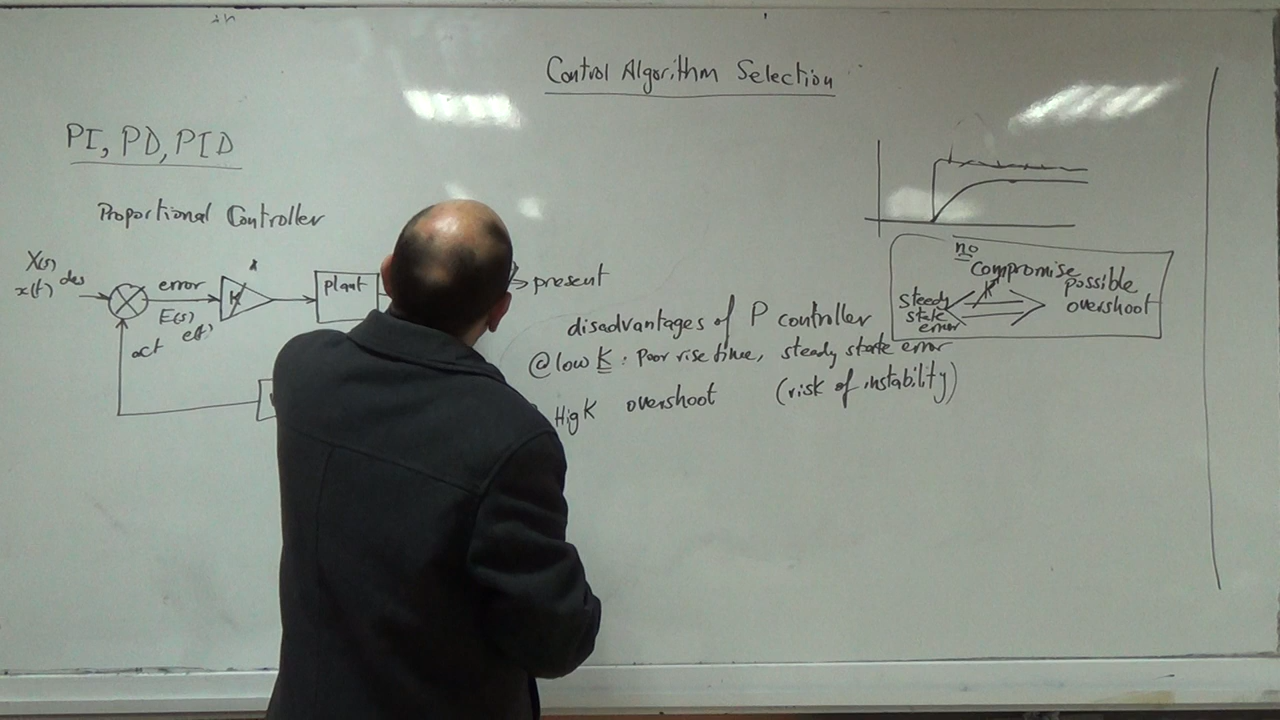 Control Algorithm Selection
PI, PD, PID
Proportional Controller
X(s)
x(t) des
error
E(s)
e(t)
act
K
Plant
present
disadvantages of P controller
@ low K : Poor rise time, steady state error
HigK overshoot (risk of instability)
no
compromise
K
steady
state
error
possible
overshoot